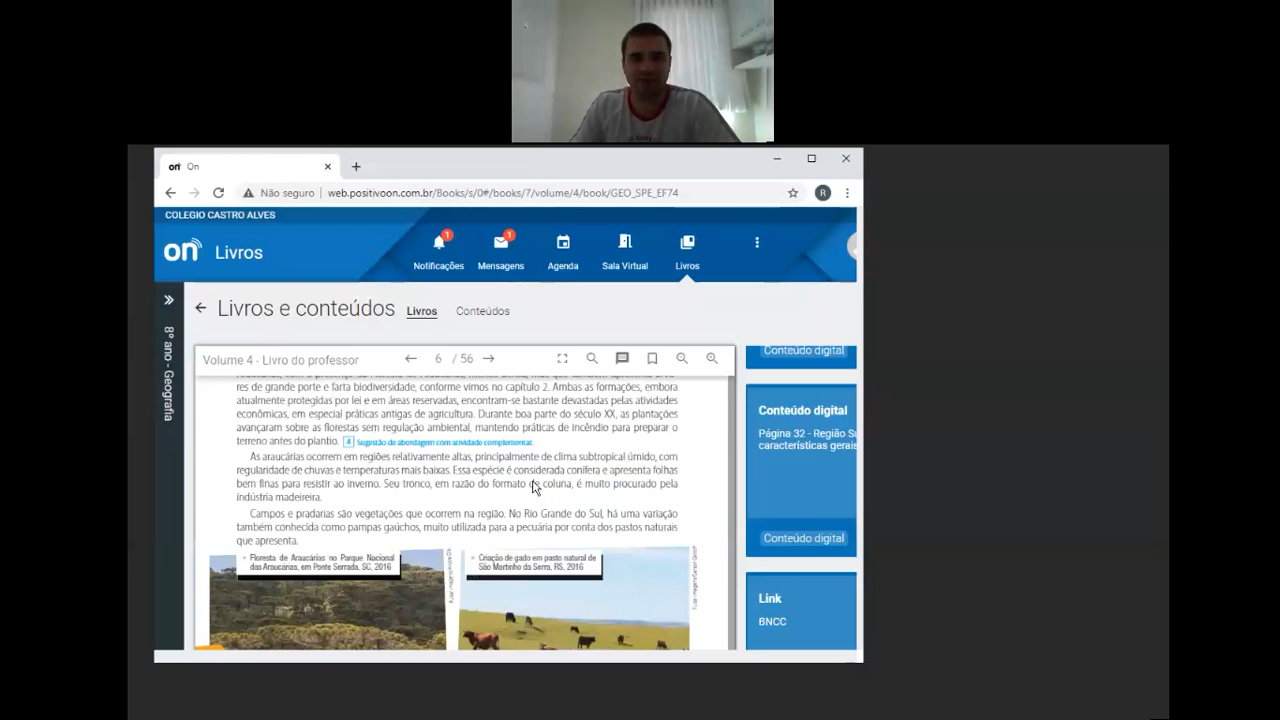 On
Não seguro
web.positivoon.com.br/Books/s/0#/books/7/volume/4/book/GEO_SPE_EF74
R
COLEGIO CASTRO ALVES
on
Livros
1
1
Notificações
Mensagens
Agenda
Sala Virtual
Livros
8º ano - Geografia
Livros e conteúdos
Livros
Conteúdos
Volume 4 - Livro do professor
6 / 56
res de grande porte e farta biodiversidade, conforme vimos no capítulo 2. Ambas as formações, embora
atualmente protegidas por lei e em áreas reservadas, encontram-se bastante devastadas pelas atividades
econômicas, em especial práticas antigas de agricultura. Durante boa parte do século XX, as plantações
avançaram sobre as florestas sem regulação ambiental, mantendo práticas de incêndio para preparar o
terreno antes do plantio. 4 Sugestão de abordagem com atividade complementar.
As araucárias ocorrem em regiões relativamente altas, principalmente de clima subtropical úmido, com
regularidade de chuvas e temperaturas mais baixas. Essa espécie é considerada conífera e apresenta folhas
bem finas para resistir ao inverno. Seu tronco, em razão do formato de coluna, é muito procurado pela
indústria madeireira.
Campos e pradarias são vegetações que ocorrem na região. No Rio Grande do Sul, há uma variação
também conhecida como pampas gaúchos, muito utilizada para a pecuária por conta dos pastos naturais
que apresenta.
Floresta de Araucárias no Parque Nacional
das Araucárias, em Ponte Serrada, SC, 2016
Criação de gado em pasto natural de
São Martinho da Serra, RS, 2016
Conteúdo digital
Conteúdo digital
Página 32 - Região Su
características gerais
Conteúdo digital
Link
BNCC